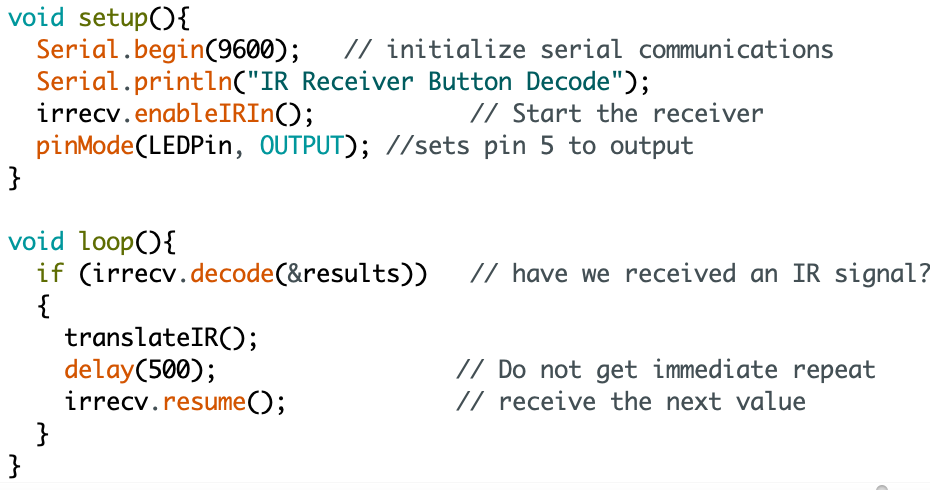 void setup(){
  Serial.begin(9600);   // initialize serial communications
  Serial.println("IR Receiver Button Decode");
  irrecv.enableIRIn();           // Start the receiver
  pinMode(LEDPin, OUTPUT); //sets pin 5 to output
}

void loop(){
  if (irrecv.decode(&results))   // have we received an IR signal?
  {
    translateIR();
    delay(500);                 // Do not get immediate repeat
    irrecv.resume();            // receive the next value
  }
}